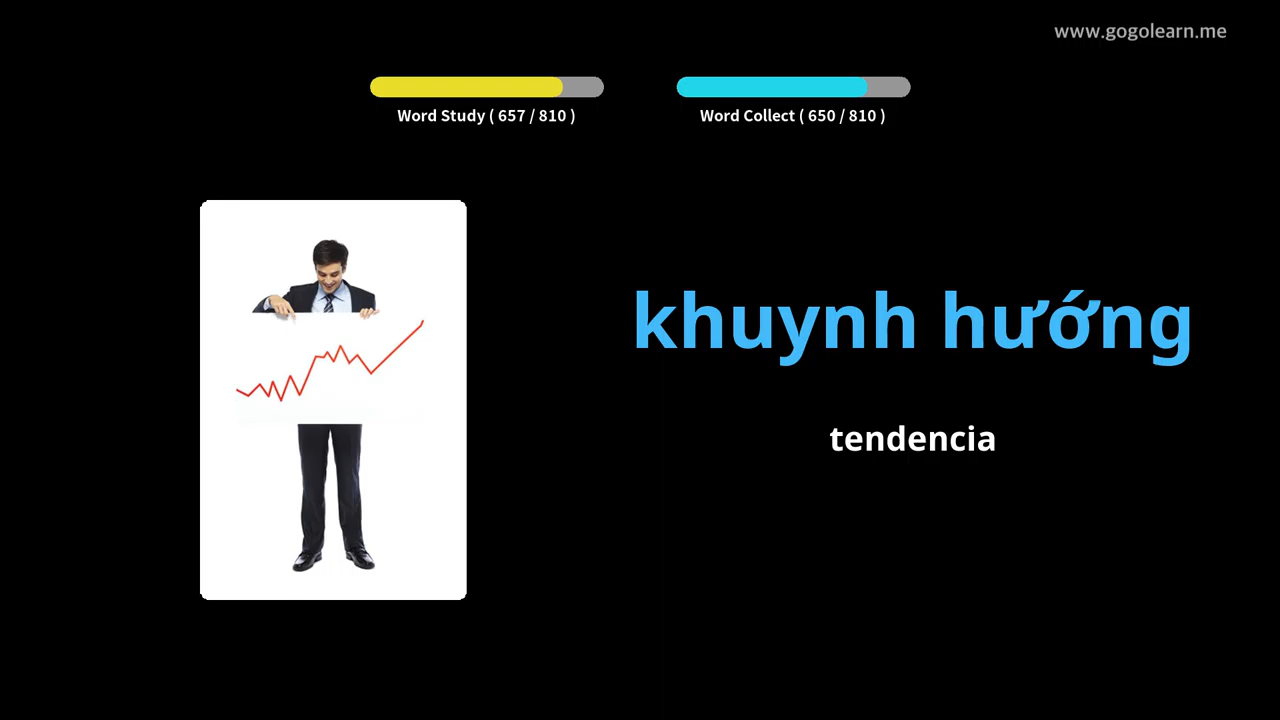 www.gogolearn.me
Word Study ( 657 / 810 )
Word Collect ( 650 / 810 )
khuynh hướng
tendencia